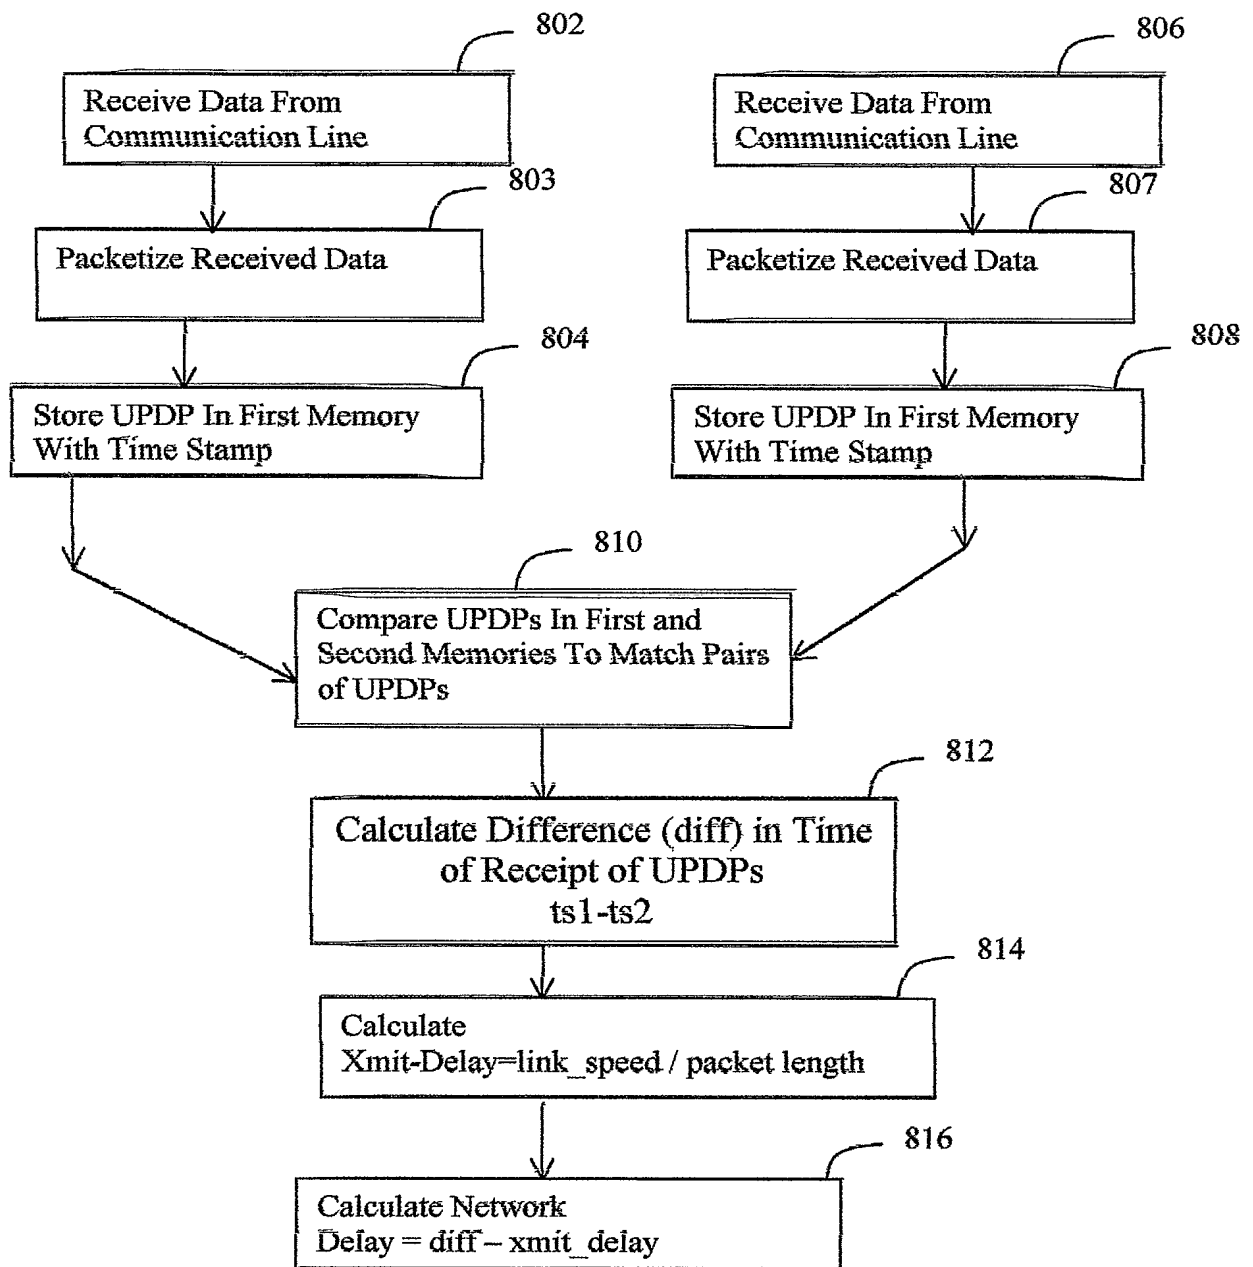 802
806
Receive Data From
Communication Line
Receive Data From
Communication Line
803
807
Packetize Received Data
Packetize Received Data
804
808
Store UPDP In First Memory
With Time Stamp
Store UPDP In First Memory
With Time Stamp
810
Compare UPDPs In First and
Second Memories To Match Pairs
of UPDPs
812
Calculate Difference (diff) in Time
of Receipt of UPDPs
ts1-ts2
814
Calculate
Xmit-Delay=link_speed / packet length
816
Calculate Network
Delay = diff – xmit_delay